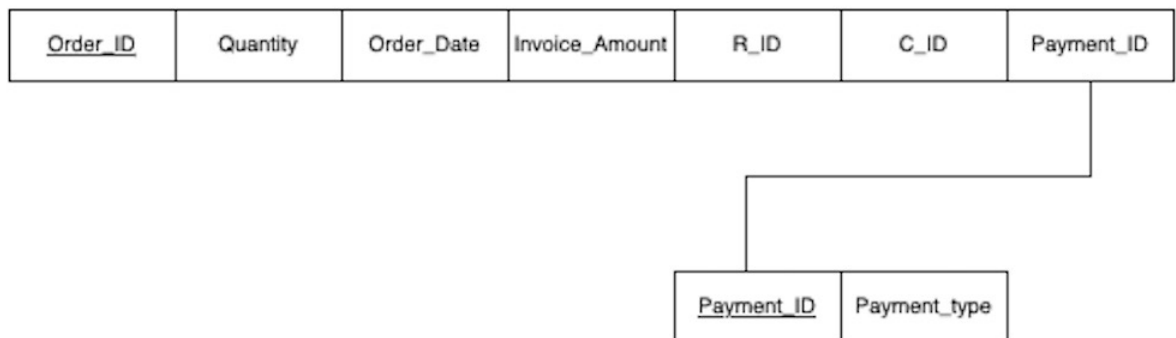 Order_ID Quantity Order_Date Invoice_Amount R_ID C_ID Payment_ID
Payment_ID Payment_type